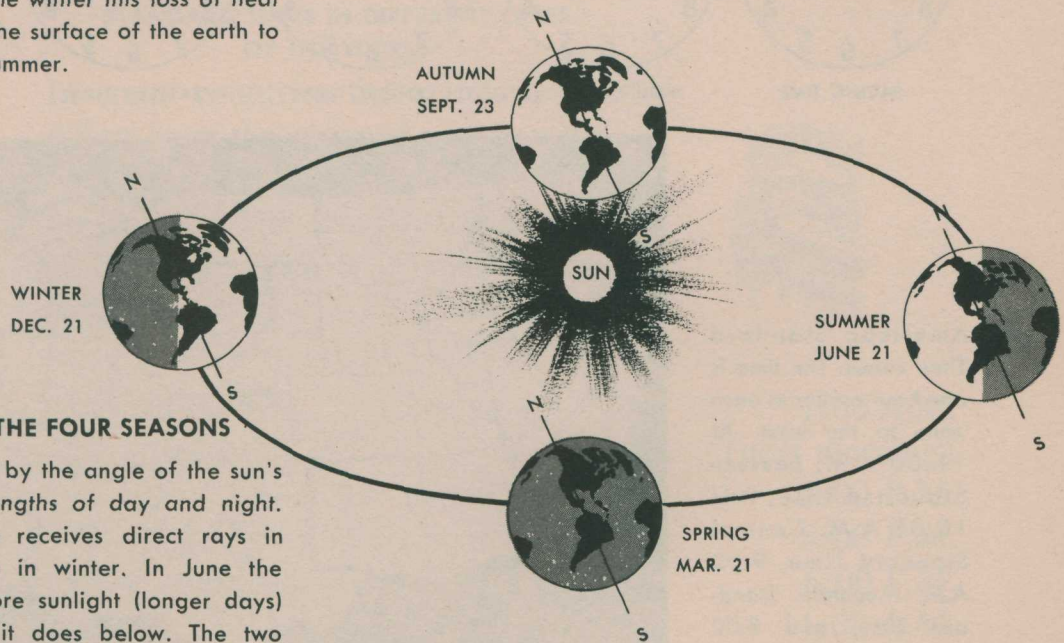 e winter this loss of heat
ne surface of the earth to
ummer.
N
AUTUMN
SEPT. 23
S
N
WINTER
DEC. 21
S
SUN
N
SUMMER
JUNE 21
S
THE FOUR SEASONS
by the angle of the sun's
ngths of day and night.
receives direct rays in
in winter. In June the
ore sunlight (longer days)
it does below. The two
N
SPRING
MAR. 21
S